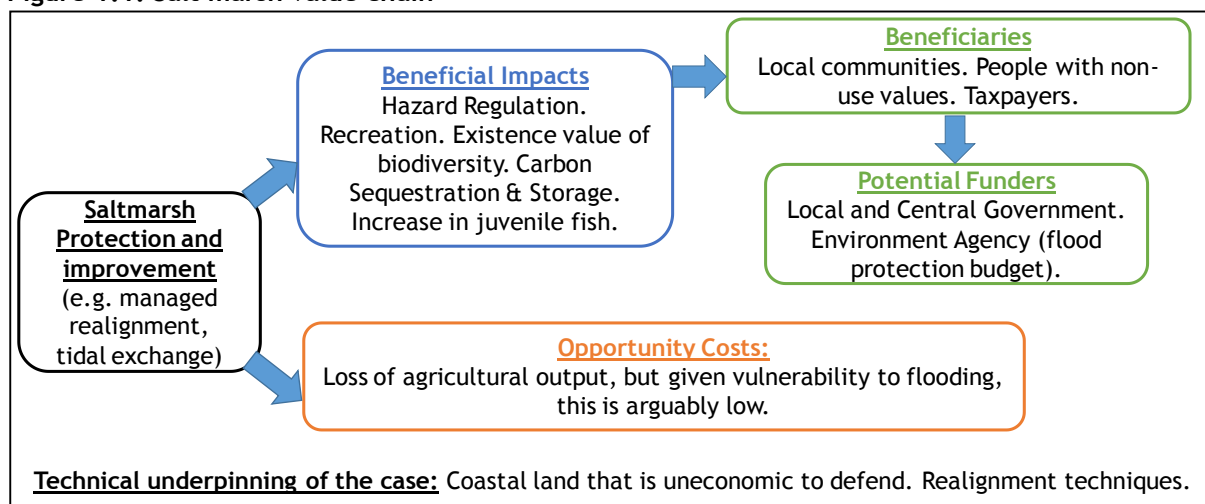 Saltmarsh
Protection and
improvement
(e.g. managed
realignment,
tidal exchange)
Beneficial Impacts
Hazard Regulation.
Recreation. Existence value of
biodiversity. Carbon
Sequestration & Storage.
Increase in juvenile fish.
Beneficiaries
Local communities. People with non-
use values. Taxpayers.
Potential Funders
Local and Central Government.
Environment Agency (flood
protection budget).
Opportunity Costs:
Loss of agricultural output, but given vulnerability to flooding,
this is arguably low.
Technical underpinning of the case: Coastal land that is uneconomic to defend. Realignment techniques.